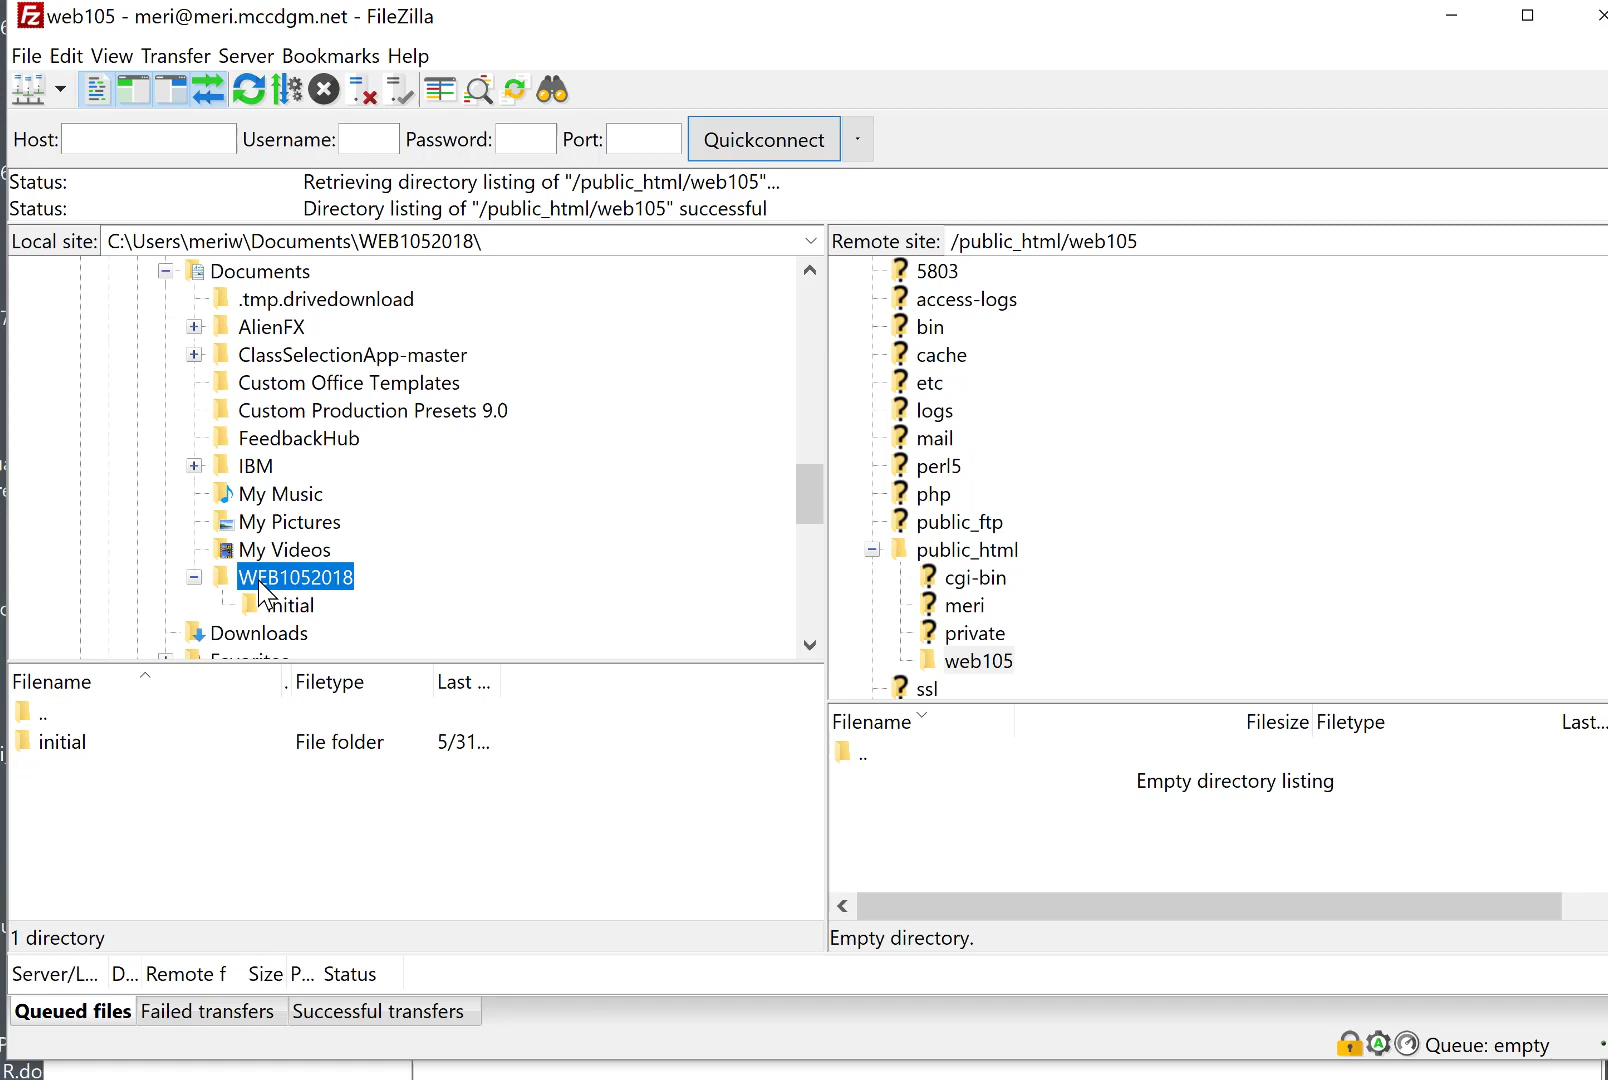 web105 - meri@meri.mccdgm.net - FileZilla
File Edit View Transfer Server Bookmarks Help
Host: Username: Password: Port: Quickconnect
Status: Retrieving directory listing of "/public_html/web105"...
Status: Directory listing of "/public_html/web105" successful
Local site: C:\Users\meriw\Documents\WEB1052018\
Documents
.tmp.drivedownload
AlienFX
ClassSelectionApp-master
Custom Office Templates
Custom Production Presets 9.0
FeedbackHub
IBM
My Music
My Pictures
My Videos
WEB1052018
initial
Downloads
Favorites
Filename . Filetype Last ...
..
initial File folder 5/31...
1 directory
Remote site: /public_html/web105
5803
access-logs
bin
cache
etc
logs
mail
perl5
php
public_ftp
public_html
cgi-bin
meri
private
web105
ssl
Filename Filesize Filetype Last...
..
Empty directory listing
Empty directory.
Server/L... D... Remote f Size P... Status
Queued files Failed transfers Successful transfers
Queue: empty
R.do